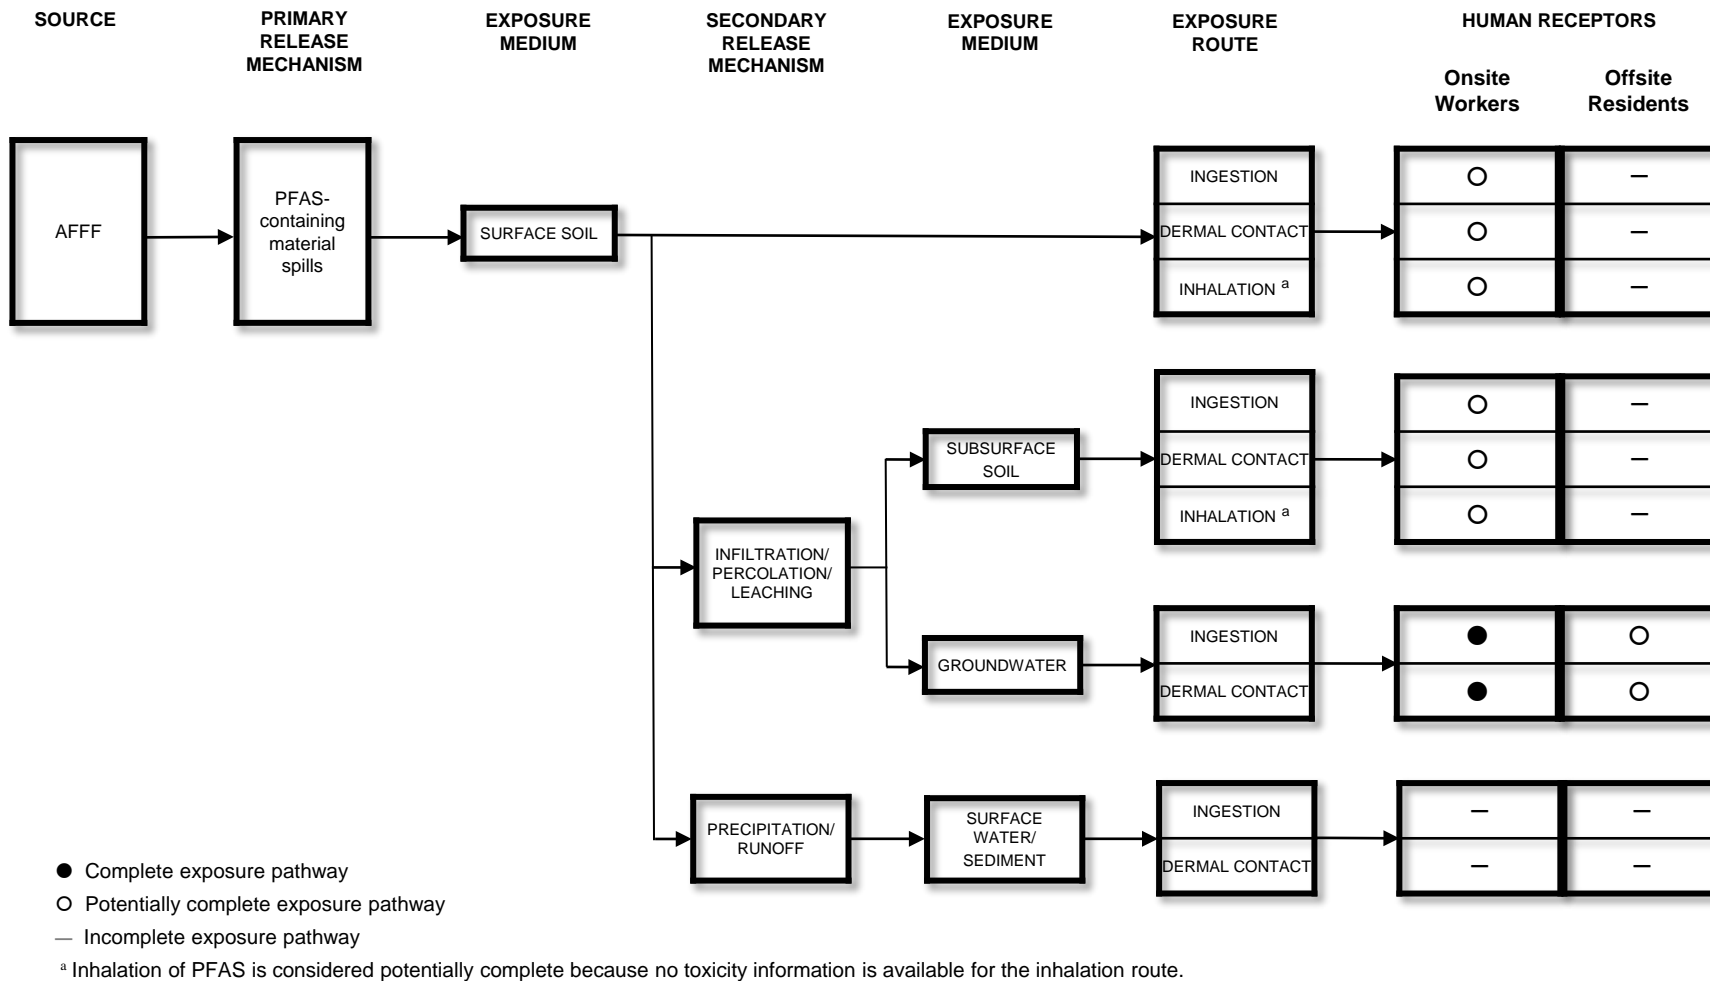 SOURCE
PRIMARY
RELEASE
MECHANISM
EXPOSURE
MEDIUM
SECONDARY
RELEASE
MECHANISM
EXPOSURE
MEDIUM
EXPOSURE
ROUTE
HUMAN RECEPTORS
Onsite
Workers
Offsite
Residents
AFFF
PFAS-
containing
material
spills
SURFACE SOIL
INGESTION
DERMAL CONTACT
INHALATION a
INFILTRATION/
PERCOLATION/
LEACHING
SUBSURFACE
SOIL
INGESTION
DERMAL CONTACT
INHALATION a
GROUNDWATER
INGESTION
DERMAL CONTACT
PRECIPITATION/
RUNOFF
SURFACE
WATER/
SEDIMENT
INGESTION
DERMAL CONTACT
● Complete exposure pathway
○ Potentially complete exposure pathway
— Incomplete exposure pathway
a Inhalation of PFAS is considered potentially complete because no toxicity information is available for the inhalation route.